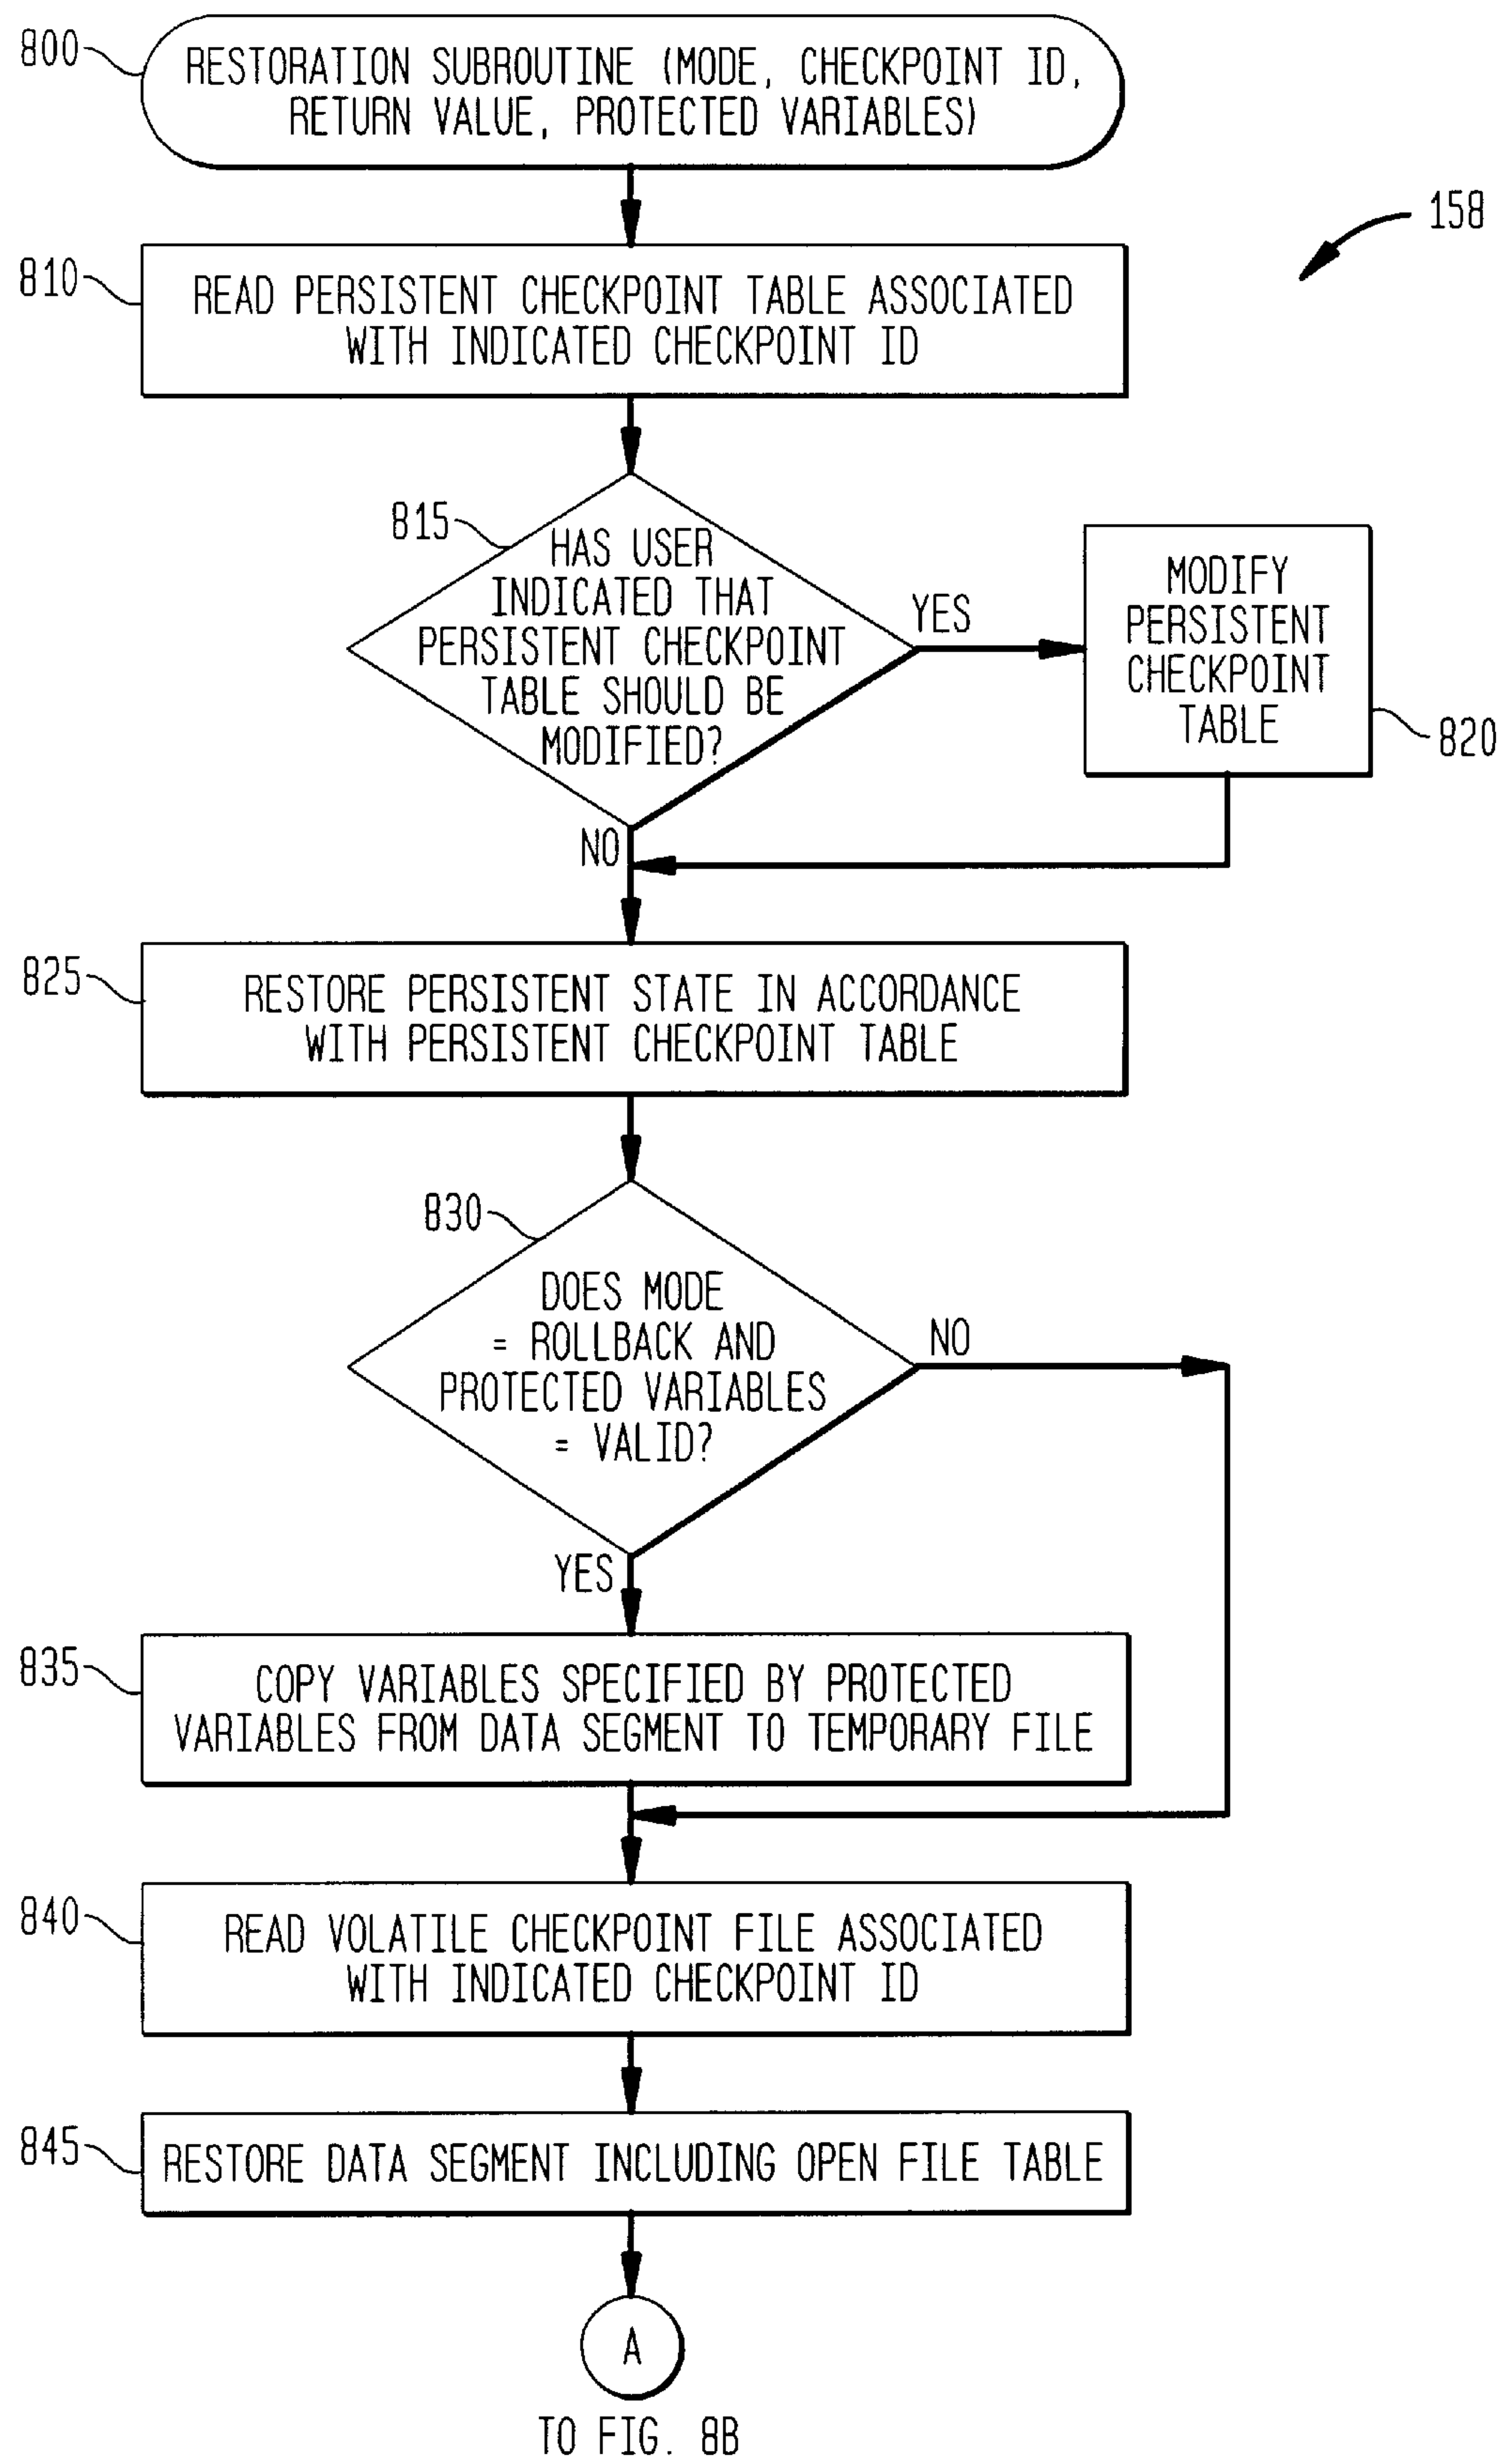 800
RESTORATION SUBROUTINE (MODE, CHECKPOINT ID,
RETURN VALUE, PROTECTED VARIABLES)
158
810
READ PERSISTENT CHECKPOINT TABLE ASSOCIATED
WITH INDICATED CHECKPOINT ID
815
HAS USER
INDICATED THAT
PERSISTENT CHECKPOINT
TABLE SHOULD BE
MODIFIED?
YES
MODIFY
PERSISTENT
CHECKPOINT
TABLE
820
NO
825
RESTORE PERSISTENT STATE IN ACCORDANCE
WITH PERSISTENT CHECKPOINT TABLE
830
DOES MODE
= ROLLBACK AND
PROTECTED VARIABLES
= VALID?
NO
YES
835
COPY VARIABLES SPECIFIED BY PROTECTED
VARIABLES FROM DATA SEGMENT TO TEMPORARY FILE
840
READ VOLATILE CHECKPOINT FILE ASSOCIATED
WITH INDICATED CHECKPOINT ID
845
RESTORE DATA SEGMENT INCLUDING OPEN FILE TABLE
A
TO FIG. 8B